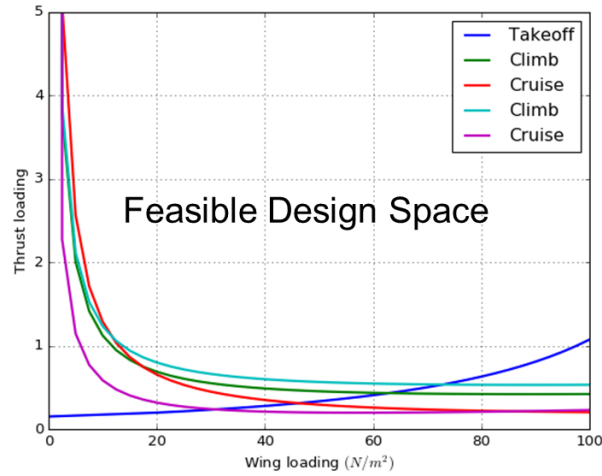 5
4
3
2
1
0
0
20
40
60
80
100
Thrust loading
Wing loading (N/m²)
Feasible Design Space
Takeoff
Climb
Cruise
Climb
Cruise